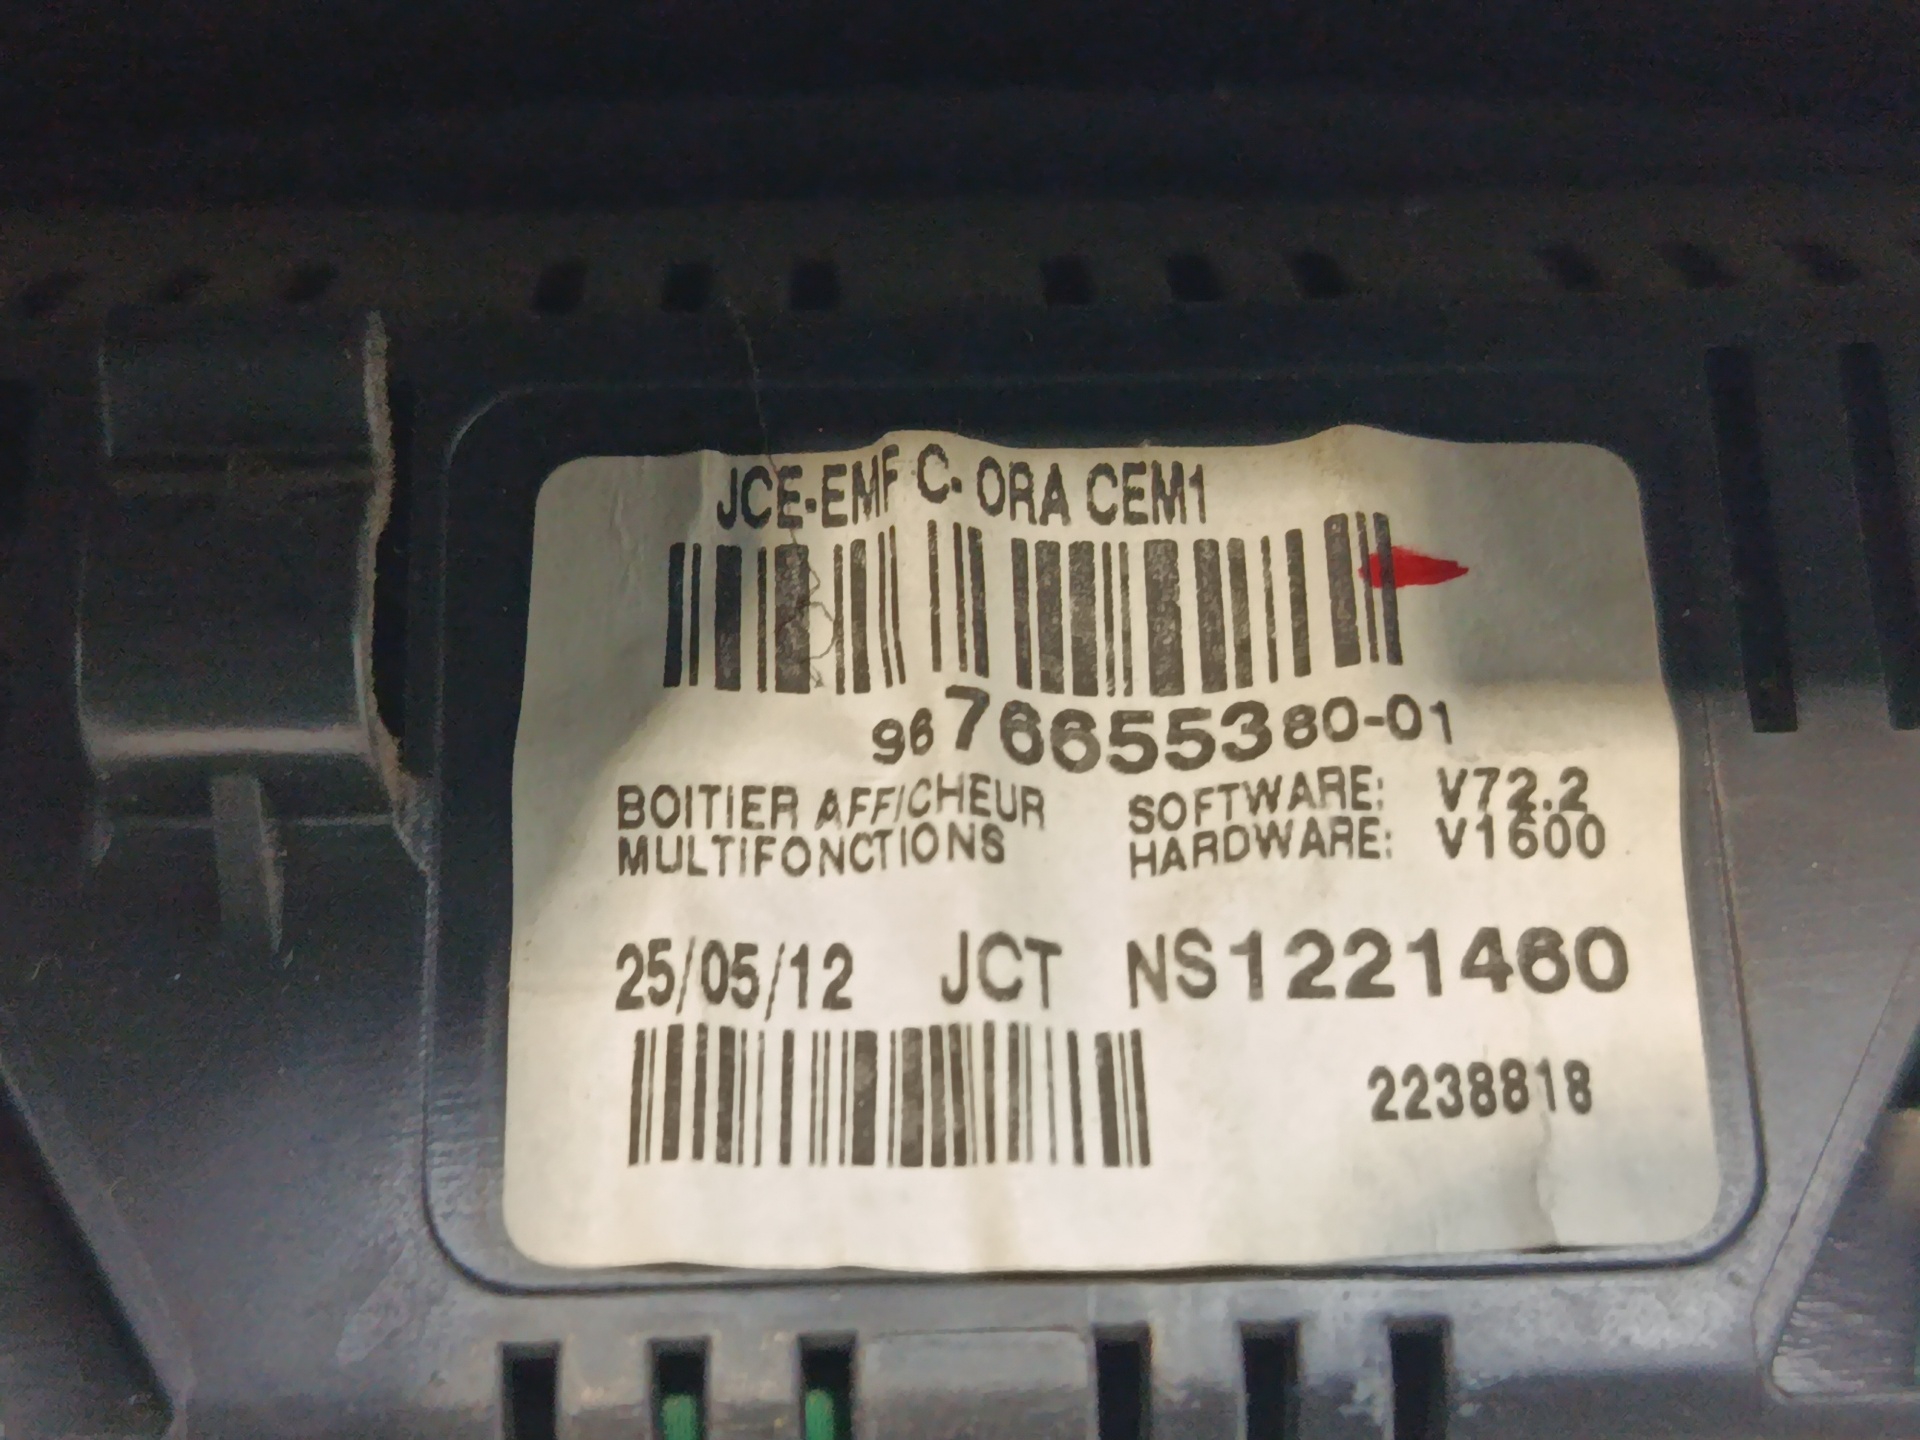 JCE-EMF C- ORA CEM1
9676655380-01
BOITIER AFFICHEUR
MULTIFONCTIONS
SOFTWARE: V72.2
HARDWARE: V1600
25/05/12 JCT NS1221460
2238818